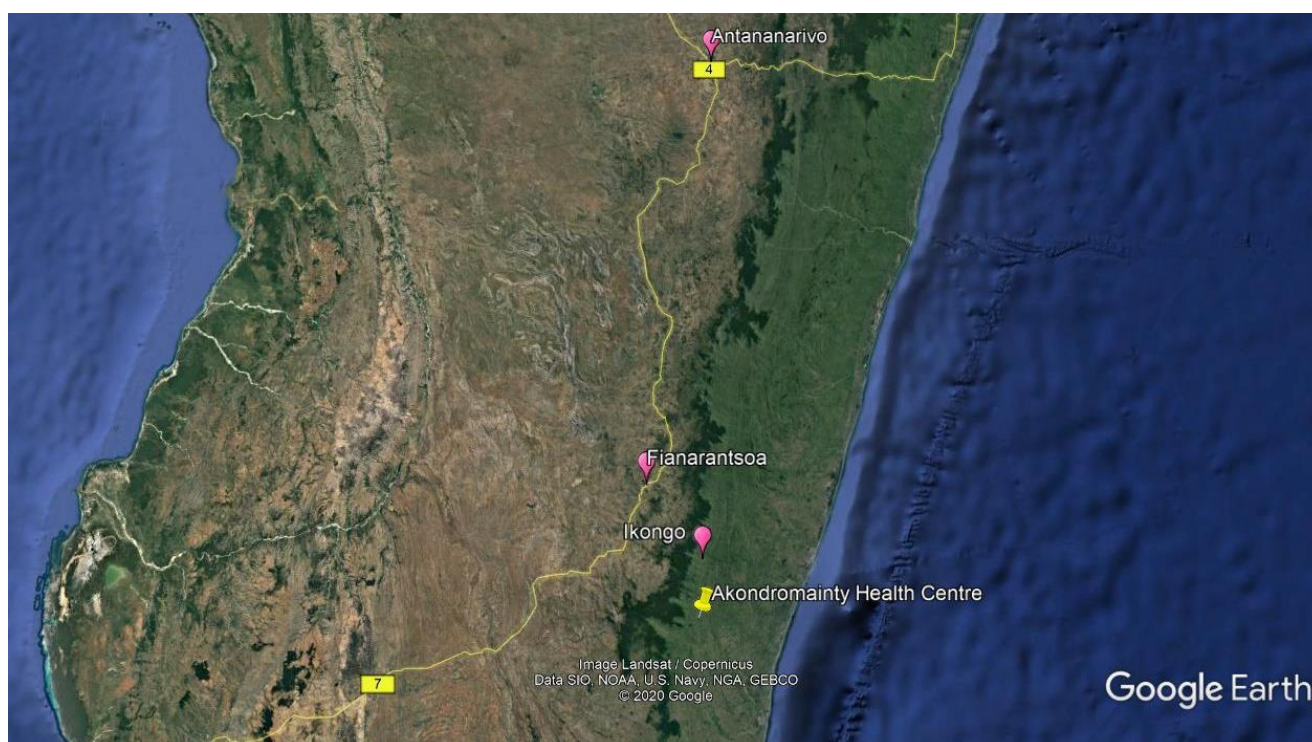 Antananarivo
4
Fianarantsoa
Ikongo
Akondromainty Health Centre
7
Image Landsat / Copernicus
Data SIO, NOAA, U.S. Navy, NGA, GEBCO
© 2020 Google
Google Earth